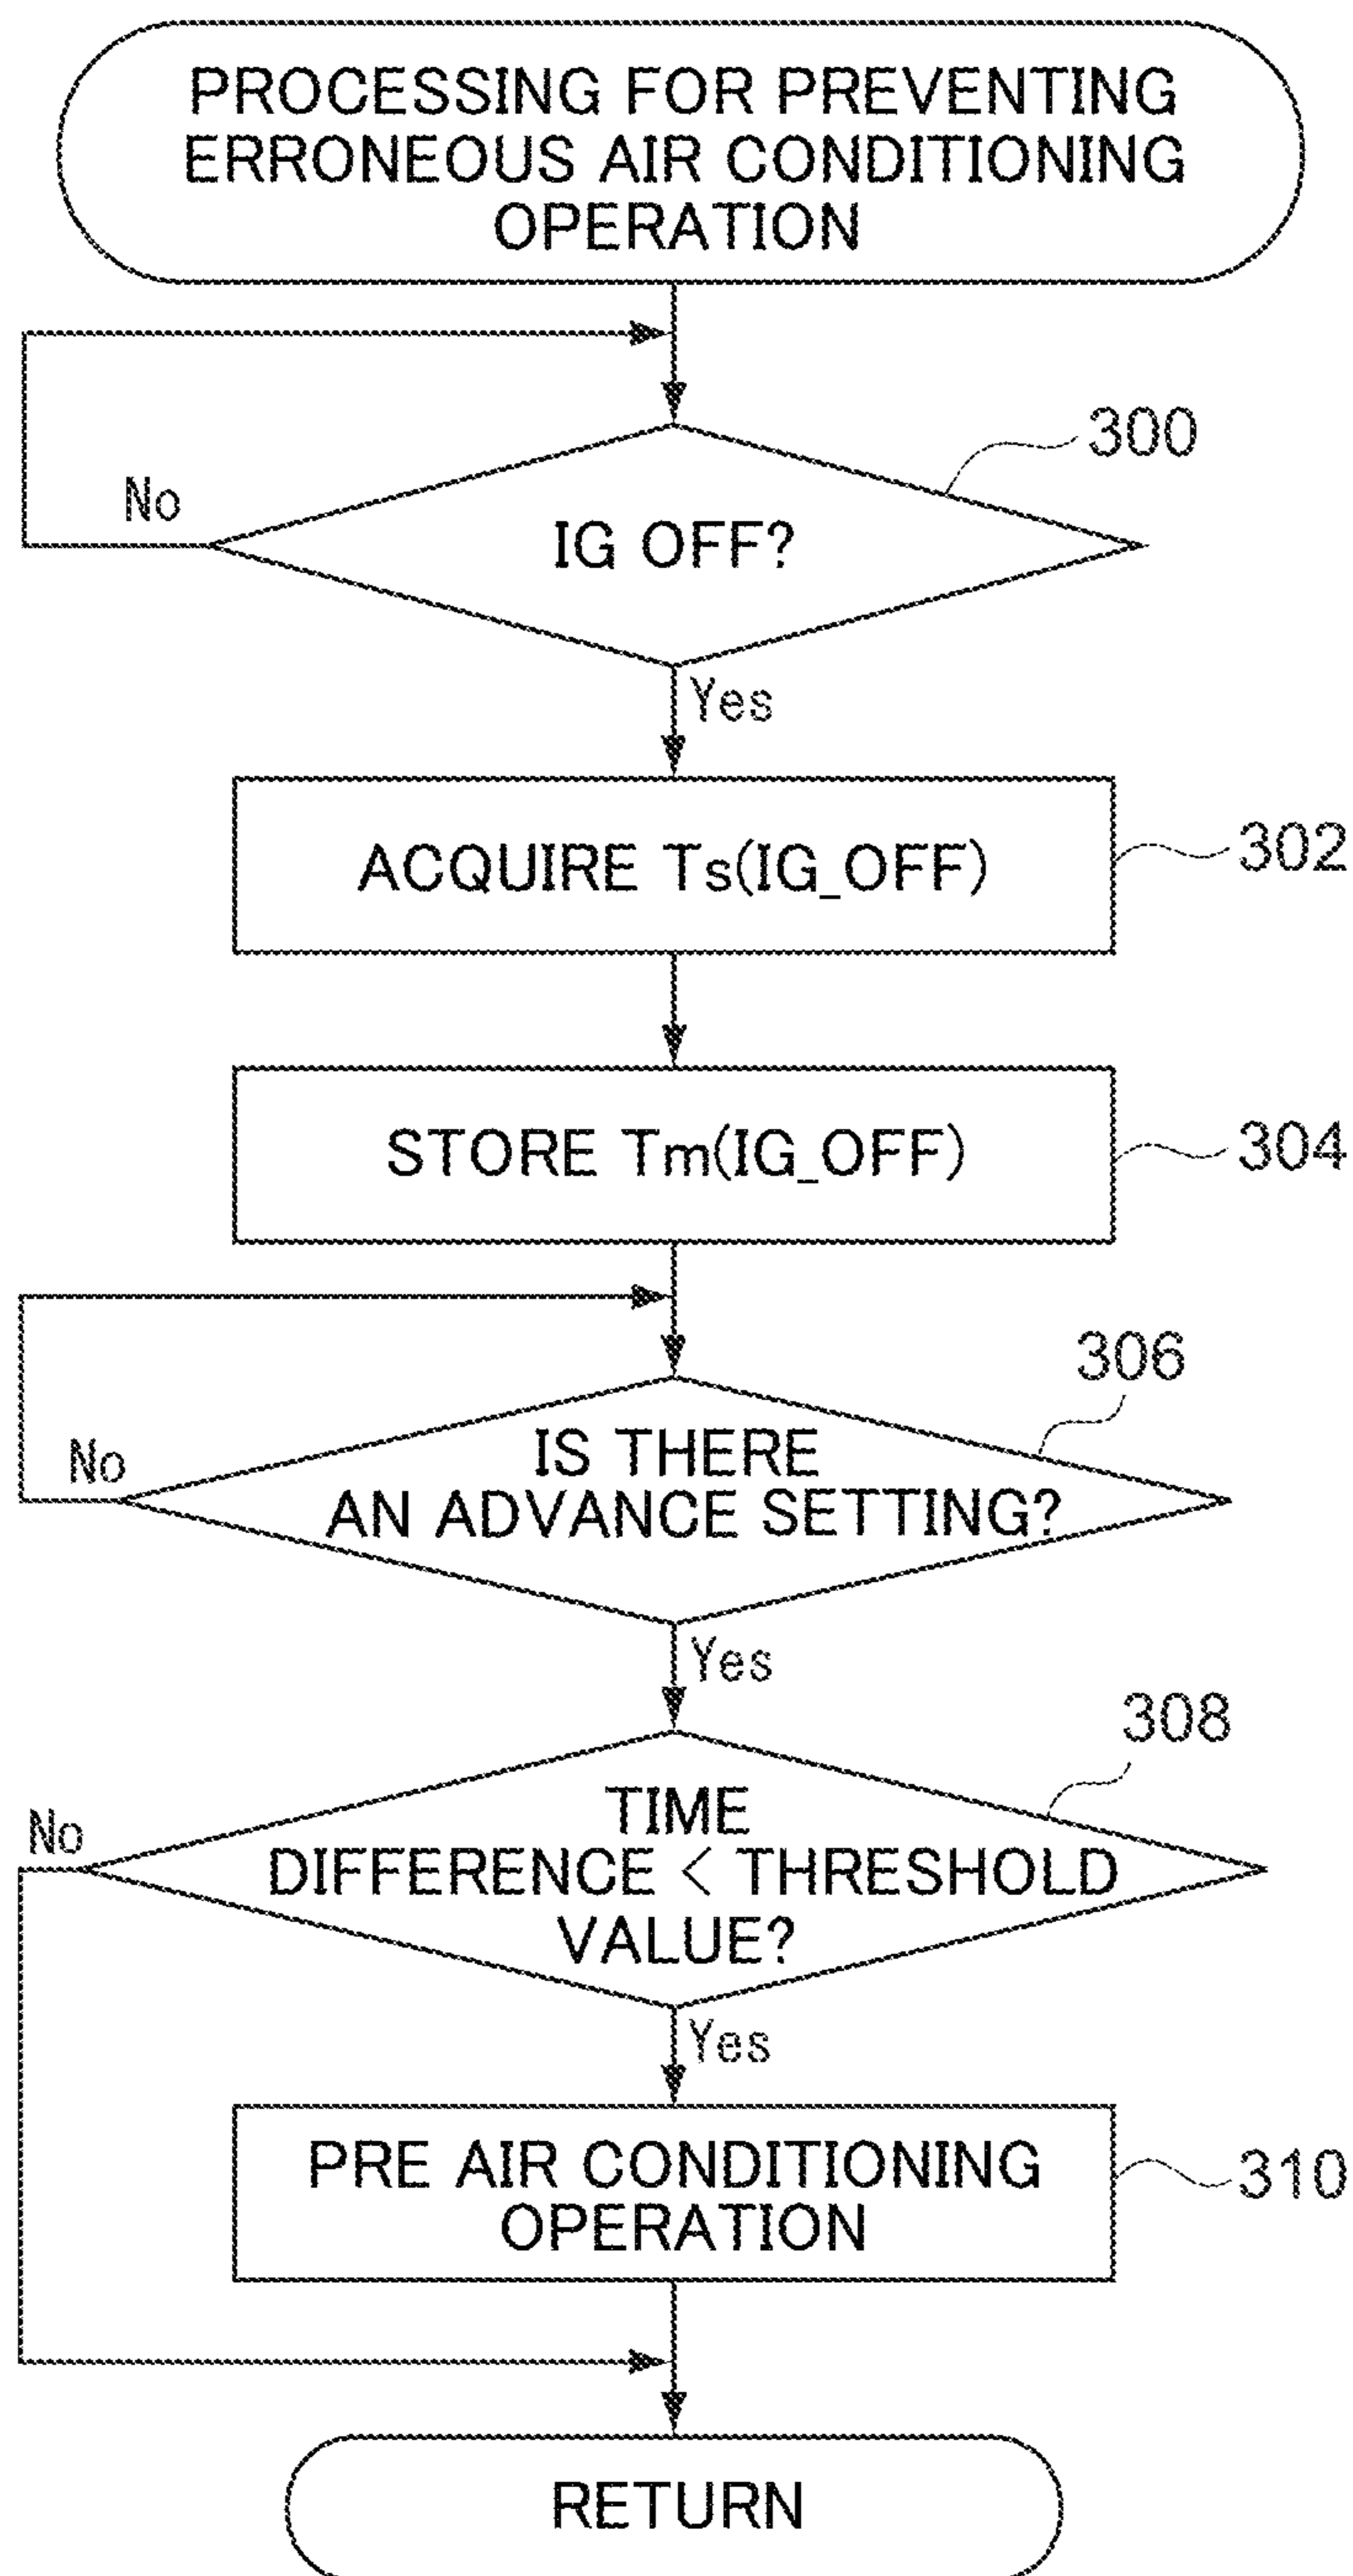 PROCESSING FOR PREVENTING
ERRONEOUS AIR CONDITIONING
OPERATION
300
No
IG OFF?
Yes
ACQUIRE Ts(IG_OFF)
302
STORE Tm(IG_OFF)
304
306
No
IS THERE
AN ADVANCE SETTING?
Yes
308
No
TIME
DIFFERENCE < THRESHOLD
VALUE?
Yes
PRE AIR CONDITIONING
OPERATION
310
RETURN